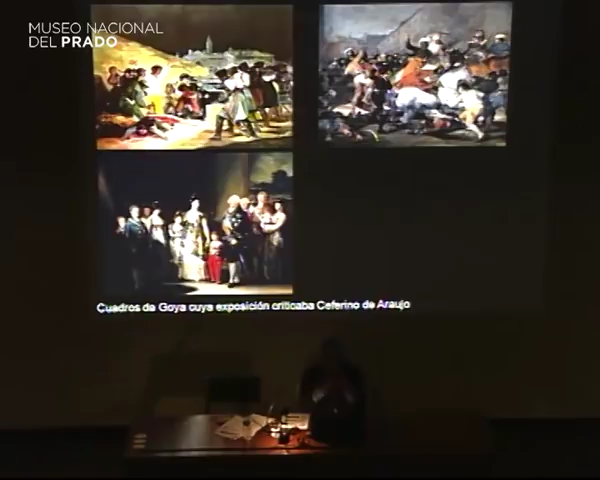 MUSEO NACIONAL
DEL PRADO
Cuadros de Goya cuya exposición criticaba Ceferino de Araujo